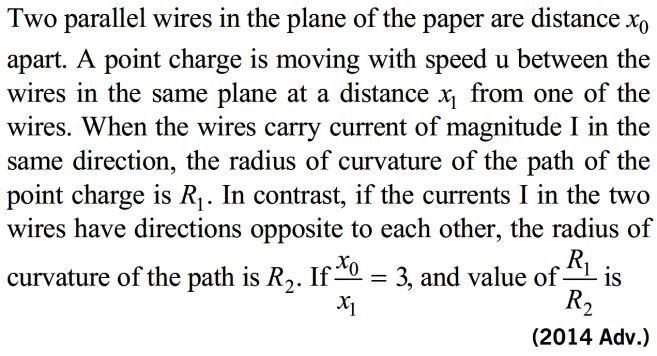 Two parallel wires in the plane of the paper are distance x₀
apart. A point charge is moving with speed u between the
wires in the same plane at a distance x₁ from one of the
wires. When the wires carry current of magnitude I in the
same direction, the radius of curvature of the path of the
point charge is R₁. In contrast, if the currents I in the two
wires have directions opposite to each other, the radius of
curvature of the path is R₂. If x₀/x₁ = 3, and value of R₁/R₂ is
(2014 Adv.)